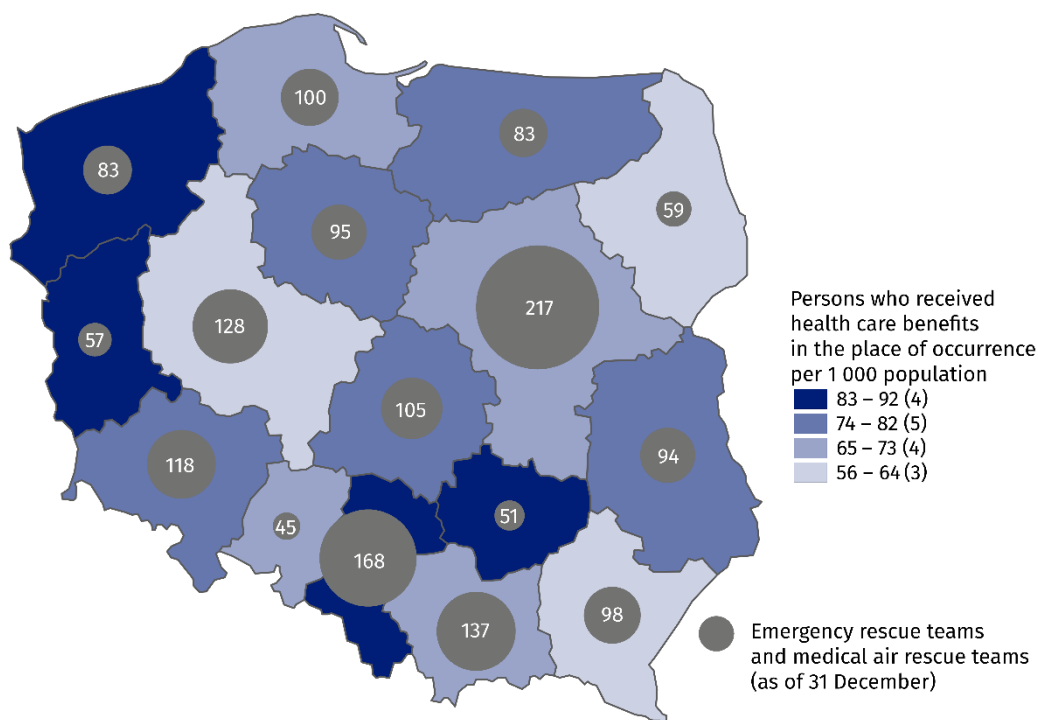 100
83
83
59
95
217
128
57
105
118
94
51
45
168
98
137
Persons who received
health care benefits
in the place of occurrence
per 1 000 population
83 – 92 (4)
74 – 82 (5)
65 – 73 (4)
56 – 64 (3)
Emergency rescue teams
and medical air rescue teams
(as of 31 December)